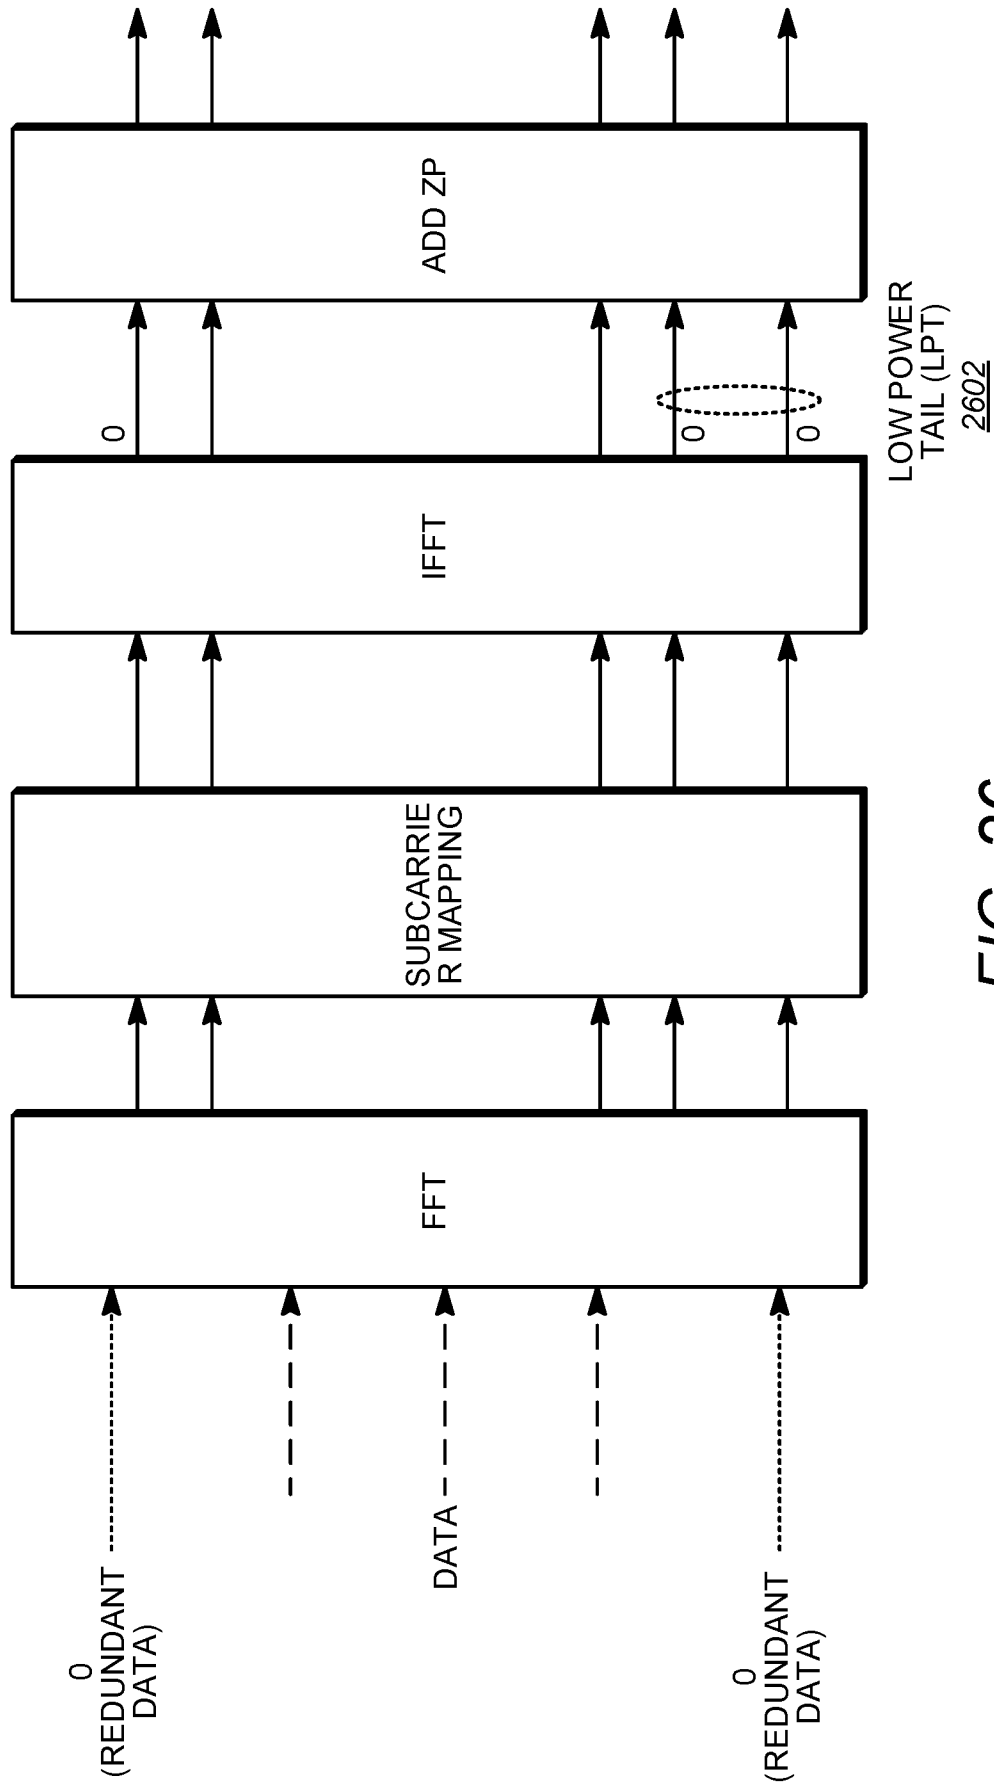 0
(REDUNDANT
DATA)
DATA
0
(REDUNDANT
DATA)
FFT
SUBCARRIE
R MAPPING
IFFT
0
0
0
LOW POWER
TAIL (LPT)
2602
ADD ZP
FIG.